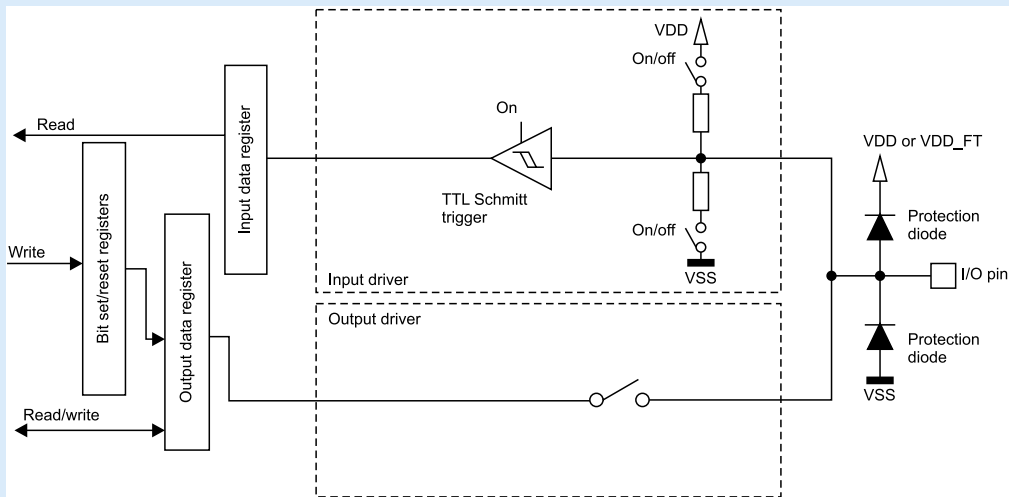 VDD
On/off
On
Read
Input data register
TTL Schmitt
trigger
VDD or VDD_FT
Protection
diode
Write
Bit set/reset registers
Output data register
On/off
VSS
Input driver
I/O pin
Output driver
Protection
diode
VSS
Read/write